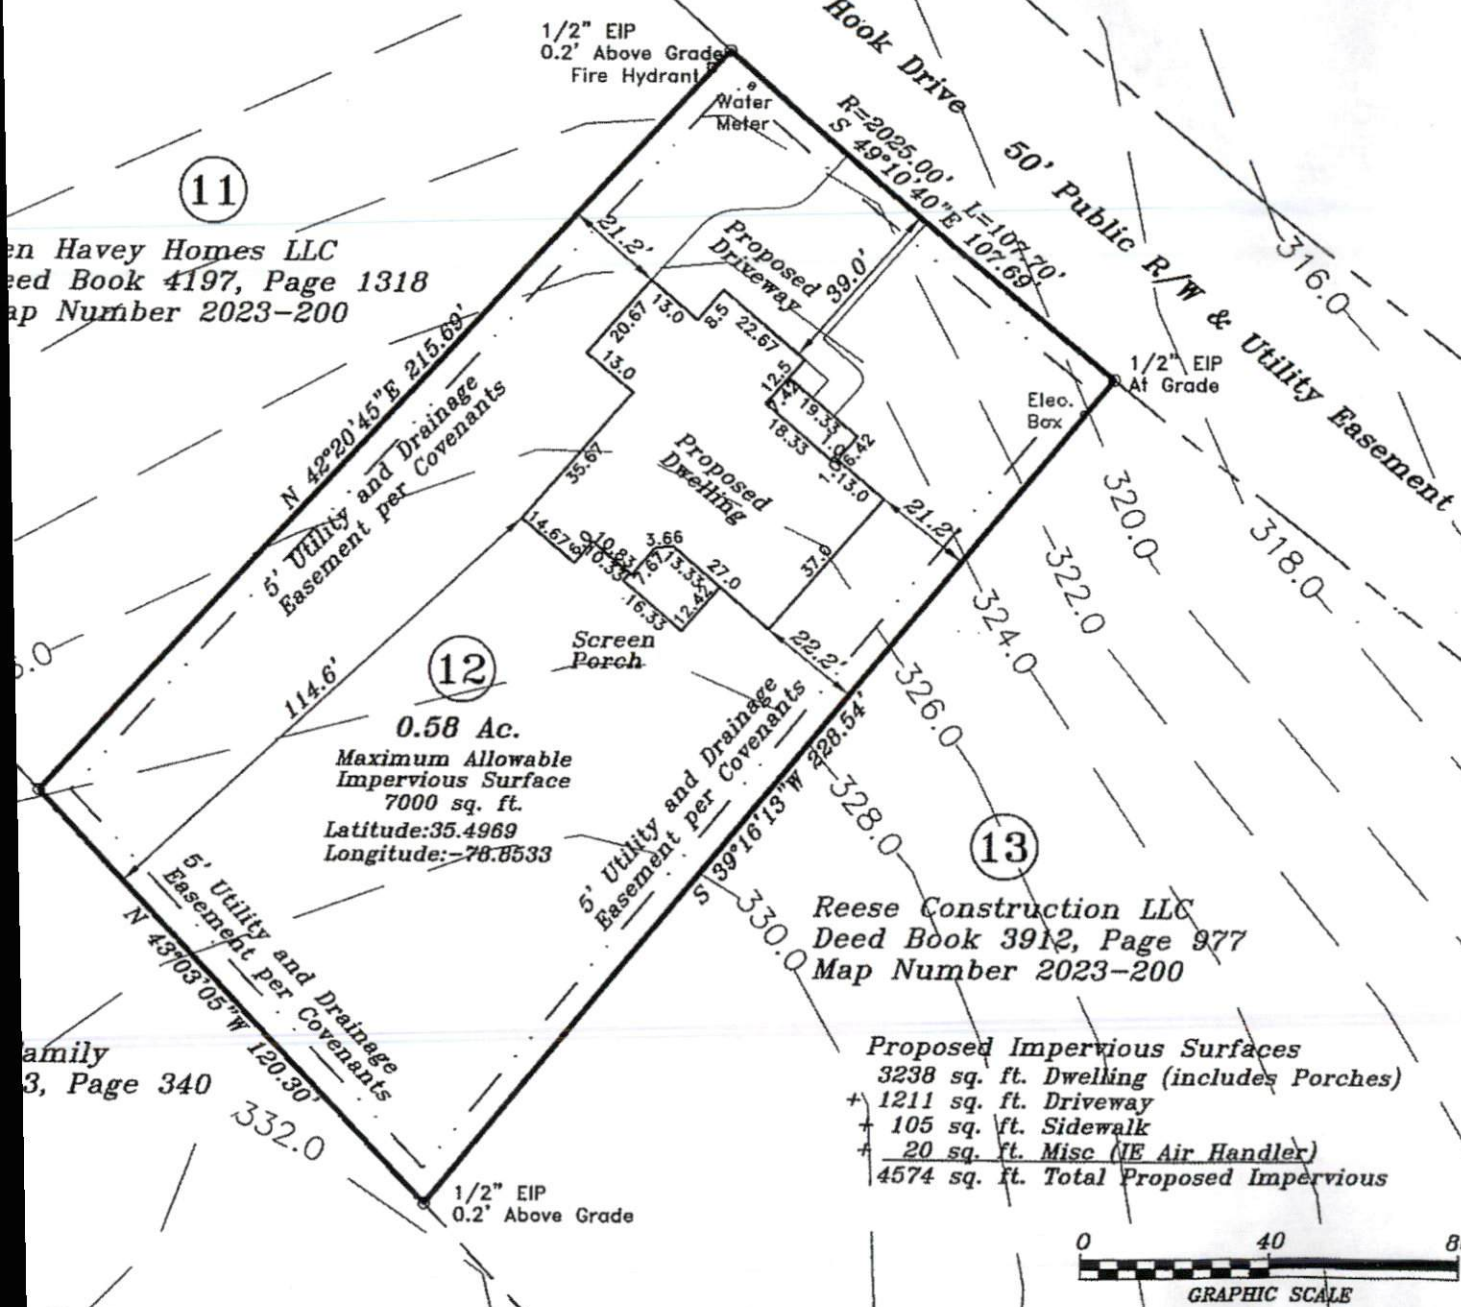 1/2" EIP
0.2' Above Grade
Fire Hydrant
Water
Meter
Hook Drive
50' Public R/W & Utility Easement
R=2025.00' L=107.70'
S 49°10'40"E 107.69'
316.0
11
en Havey Homes LLC
eed Book 4197, Page 1318
ap Number 2023-200
21.2'
Proposed
Driveway
39.0'
13.0
8.5
22.67
20.67
13.0
12.5
7.42
19.33
18.33
1.0
6.42
13.0
1/2" EIP
At Grade
Elec.
Box
N 42°20'45"E 215.69'
5' Utility and Drainage
Easement per Covenants
35.67
Proposed
Dwelling
21.2'
320.0
318.0
322.0
324.0
14.67
10.83
10.33
3.66
7.67
13.33
27.0
37.0
16.33
12.42
Screen
Porch
22.2'
326.0
114.6'
12
0.58 Ac.
Maximum Allowable
Impervious Surface
7000 sq. ft.
Latitude:35.4969
Longitude:-78.8533
5' Utility and Drainage
Easement per Covenants
S 39°16'13"W 228.54'
328.0
330.0
13
Reese Construction LLC
Deed Book 3912, Page 977
Map Number 2023-200
5' Utility and Drainage
Easement per Covenants
N 43°03'05"W 120.30'
amily
3, Page 340
332.0
1/2" EIP
0.2' Above Grade
Proposed Impervious Surfaces
3238 sq. ft. Dwelling (includes Porches)
+ 1211 sq. ft. Driveway
+ 105 sq. ft. Sidewalk
+ 20 sq. ft. Misc (IE Air Handler)
4574 sq. ft. Total Proposed Impervious
0 40 8
GRAPHIC SCALE